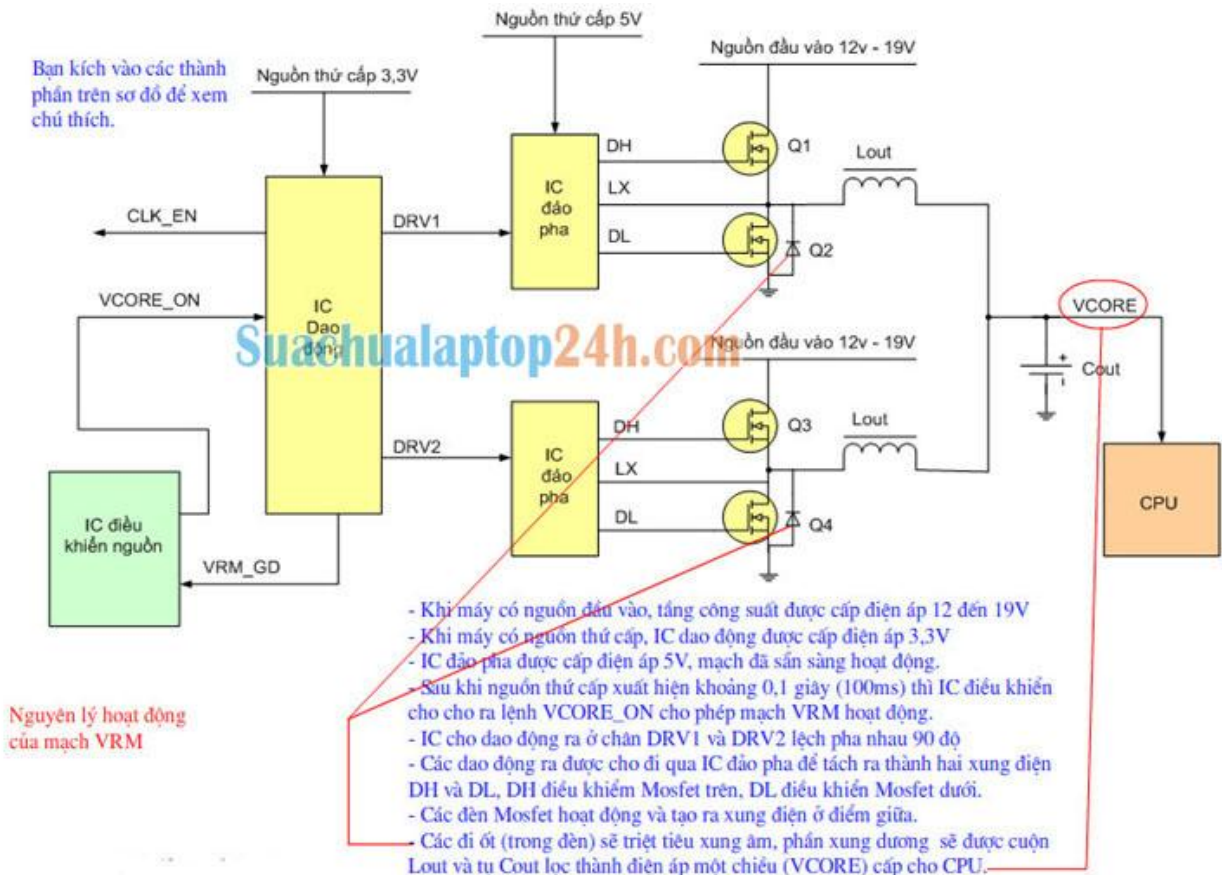 Nguồn thứ cấp 5V
Nguồn đầu vào 12v - 19V
Bạn kích vào các thành
phần trên sơ đồ để xem
chú thích.
Nguồn thứ cấp 3,3V
DH
Q1
Lout
IC
đảo
pha
LX
CLK_EN
DRV1
DL
Q2
VCORE_ON
IC
Dao
động
VCORE
Suachualaptop24h.com
Nguồn đầu vào 12v - 19V
+
Cout
DH
Q3
Lout
DRV2
IC
đảo
pha
LX
CPU
IC điều
khiển nguồn
DL
Q4
VRM_GD
- Khi máy có nguồn đầu vào, tầng công suất được cấp điện áp 12 đến 19V
- Khi máy có nguồn thứ cấp, IC dao động được cấp điện áp 3,3V
- IC đảo pha được cấp điện áp 5V, mạch đã sẵn sàng hoạt động.
- Sau khi nguồn thứ cấp xuất hiện khoảng 0,1 giây (100ms) thì IC điều khiển
cho cho ra lệnh VCORE_ON cho phép mạch VRM hoạt động.
- IC cho dao động ra ở chân DRV1 và DRV2 lệch pha nhau 90 độ
- Các dao động ra được cho đi qua IC đảo pha để tách ra thành hai xung điện
DH và DL, DH điều khiểm Mosfet trên, DL điều khiển Mosfet dưới.
- Các đèn Mosfet hoạt động và tạo ra xung điện ở điểm giữa.
- Các đi ốt (trong đèn) sẽ triệt tiêu xung âm, phần xung dương sẽ được cuộn
Lout và tụ Cout lọc thành điện áp một chiều (VCORE) cấp cho CPU.
Nguyên lý hoạt động
của mạch VRM